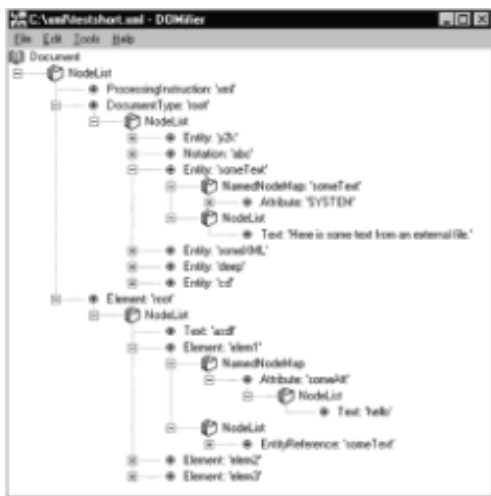 C:\xml\testshort.xml - DOMifier
File Edit Tools Help
Document
NodeList
ProcessingInstruction: 'xml'
DocumentType: 'root'
NodeList
Entity: 'y2k'
Notation: 'abc'
Entity: 'someText'
NamedNodeMap: 'someText'
Attribute: 'SYSTEM'
NodeList
Text: 'Here is some text from an external file.'
Entity: 'someXML'
Entity: 'deep'
Entity: 'cd'
Element: 'root'
NodeList
Text: 'asdf'
Element: 'elem1'
NamedNodeMap
Attribute: 'someAtt'
NodeList
Text: 'hello'
NodeList
EntityReference: 'someText'
Element: 'elem2'
Element: 'elem3'